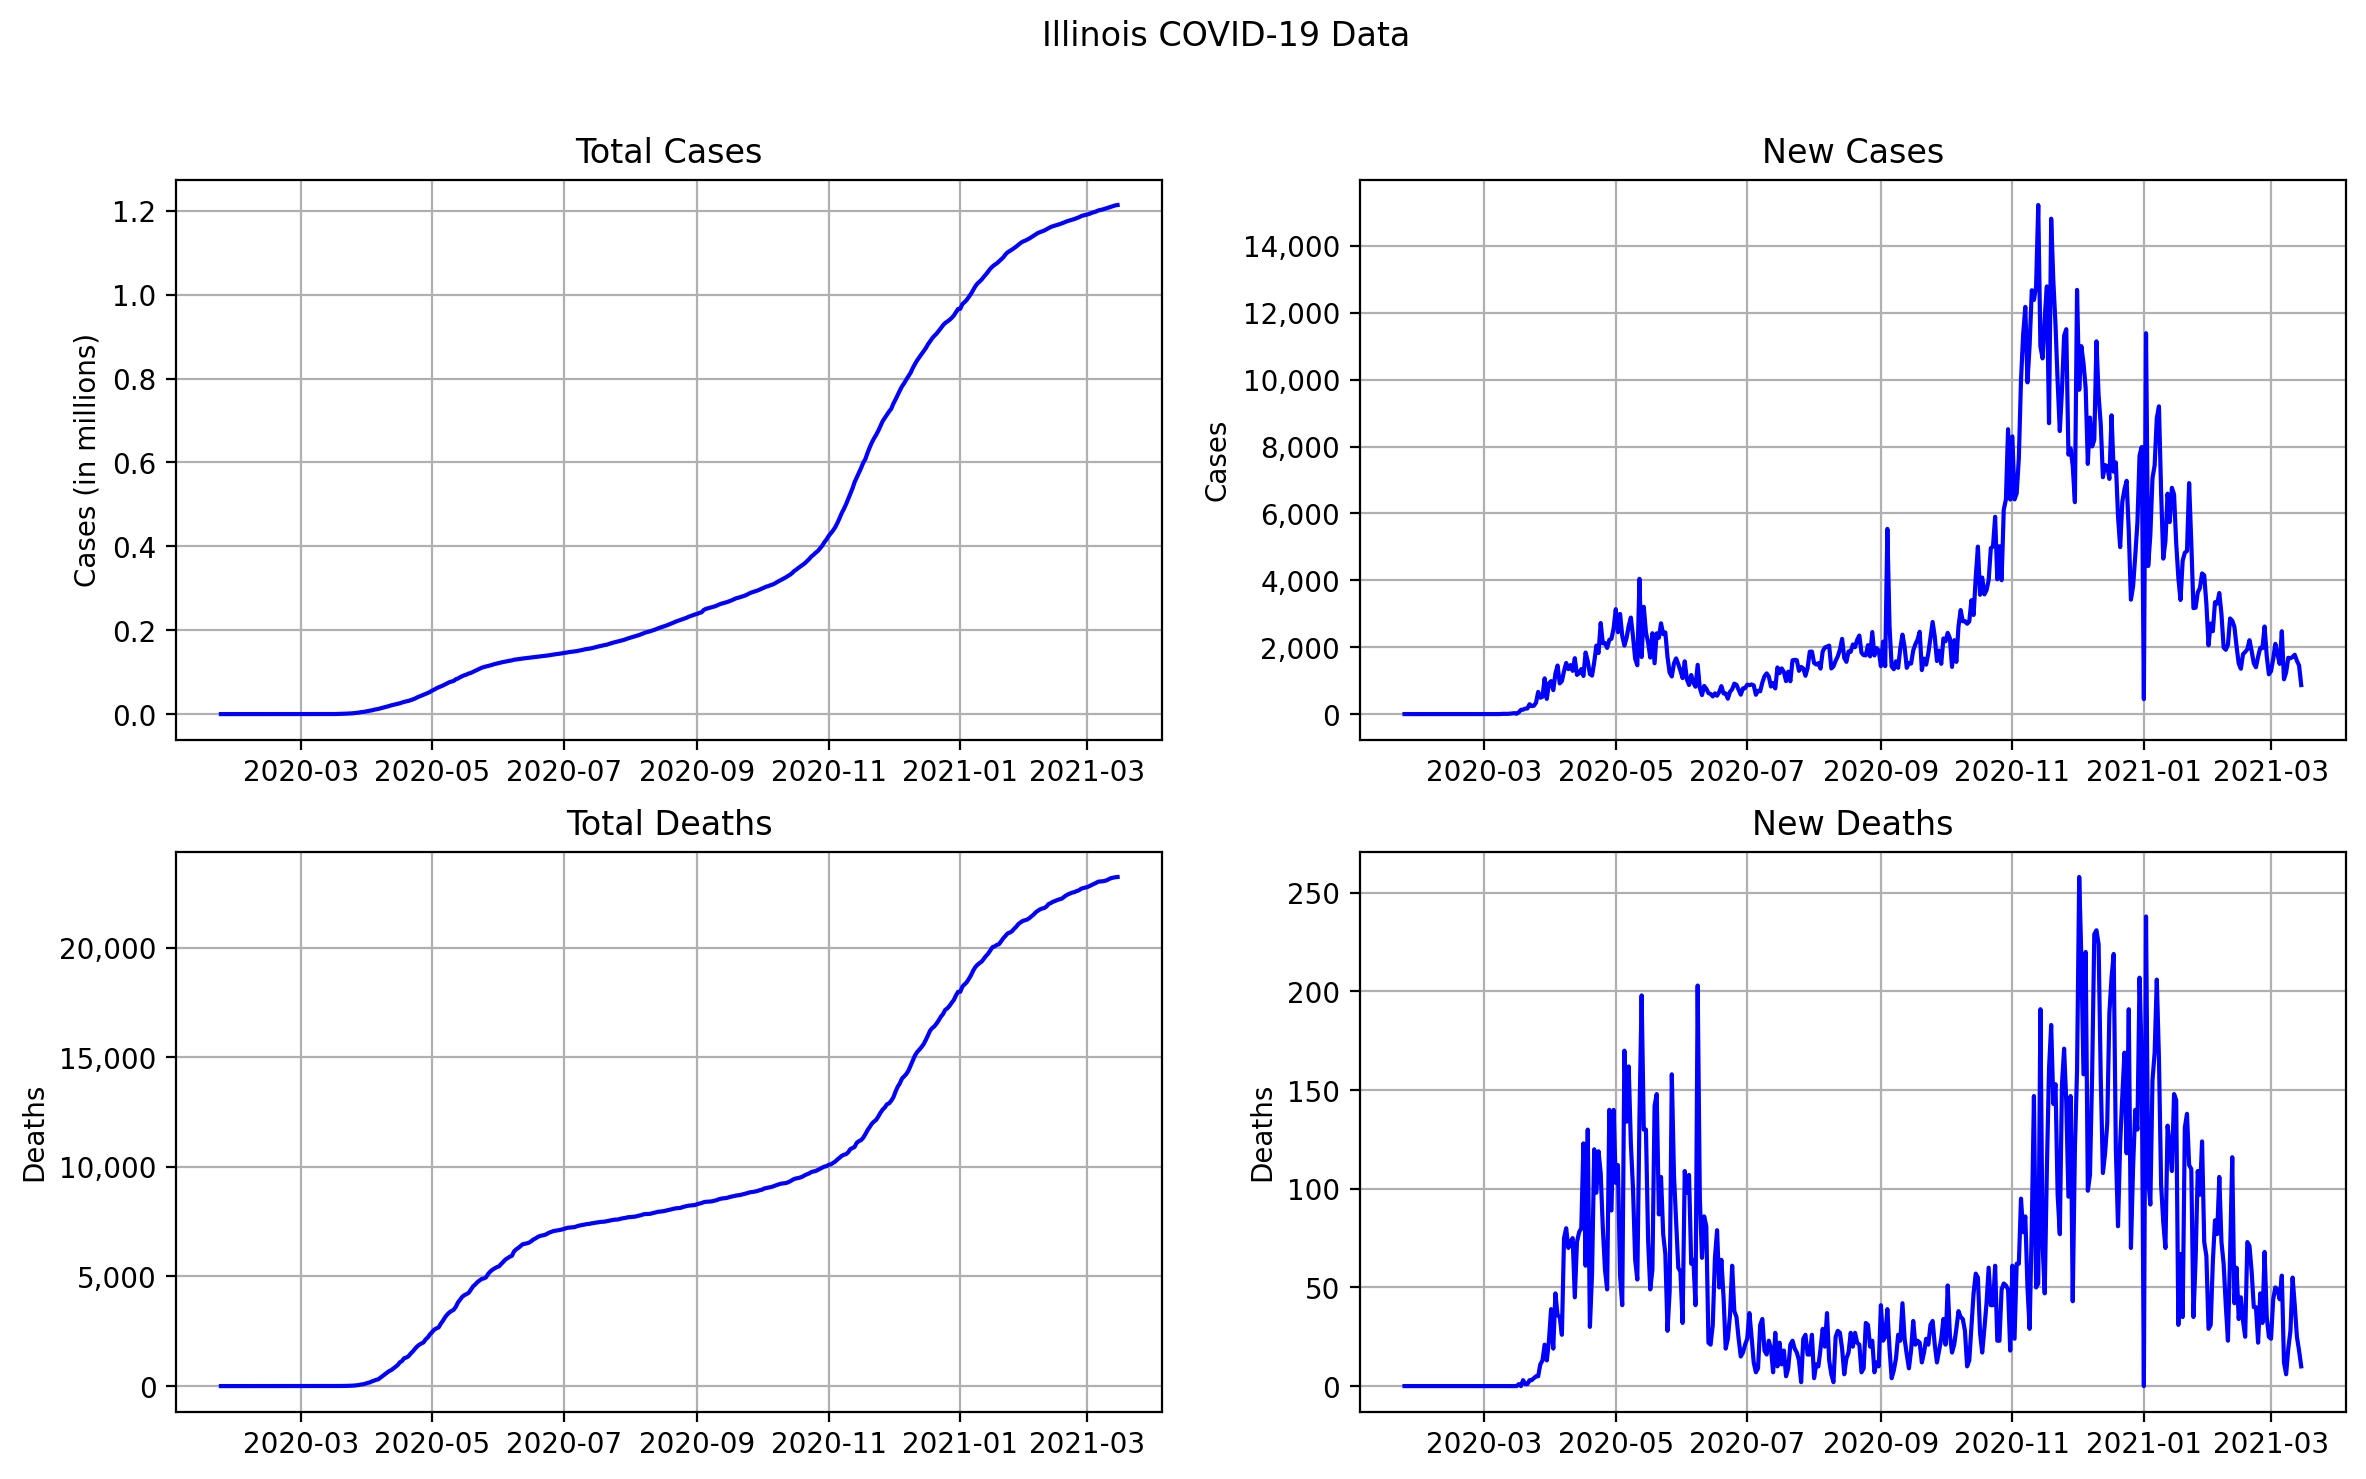 Illinois COVID-19 Data
Total Cases
Cases (in millions)
1.2
1.0
0.8
0.6
0.4
0.2
0.0
2020-03 2020-05 2020-07 2020-09 2020-11 2021-01 2021-03
New Cases
Cases
14,000
12,000
10,000
8,000
6,000
4,000
2,000
0
2020-03 2020-05 2020-07 2020-09 2020-11 2021-01 2021-03
Total Deaths
Deaths
20,000
15,000
10,000
5,000
0
2020-03 2020-05 2020-07 2020-09 2020-11 2021-01 2021-03
New Deaths
Deaths
250
200
150
100
50
0
2020-03 2020-05 2020-07 2020-09 2020-11 2021-01 2021-03